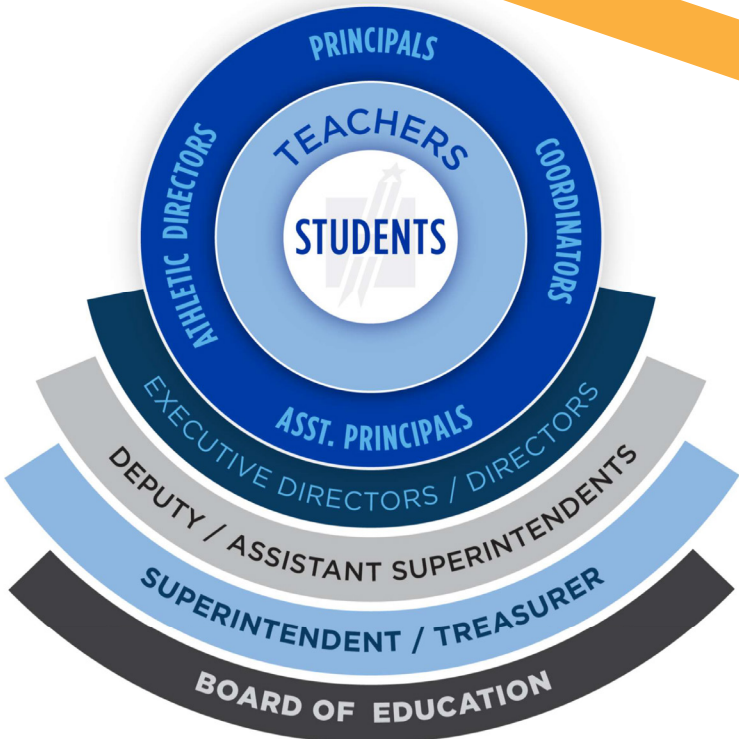 PRINCIPALS
TEACHERS
STUDENTS
ATHLETIC DIRECTORS
COORDINATORS
ASST. PRINCIPALS
EXECUTIVE DIRECTORS / DIRECTORS
DEPUTY / ASSISTANT SUPERINTENDENTS
SUPERINTENDENT / TREASURER
BOARD OF EDUCATION